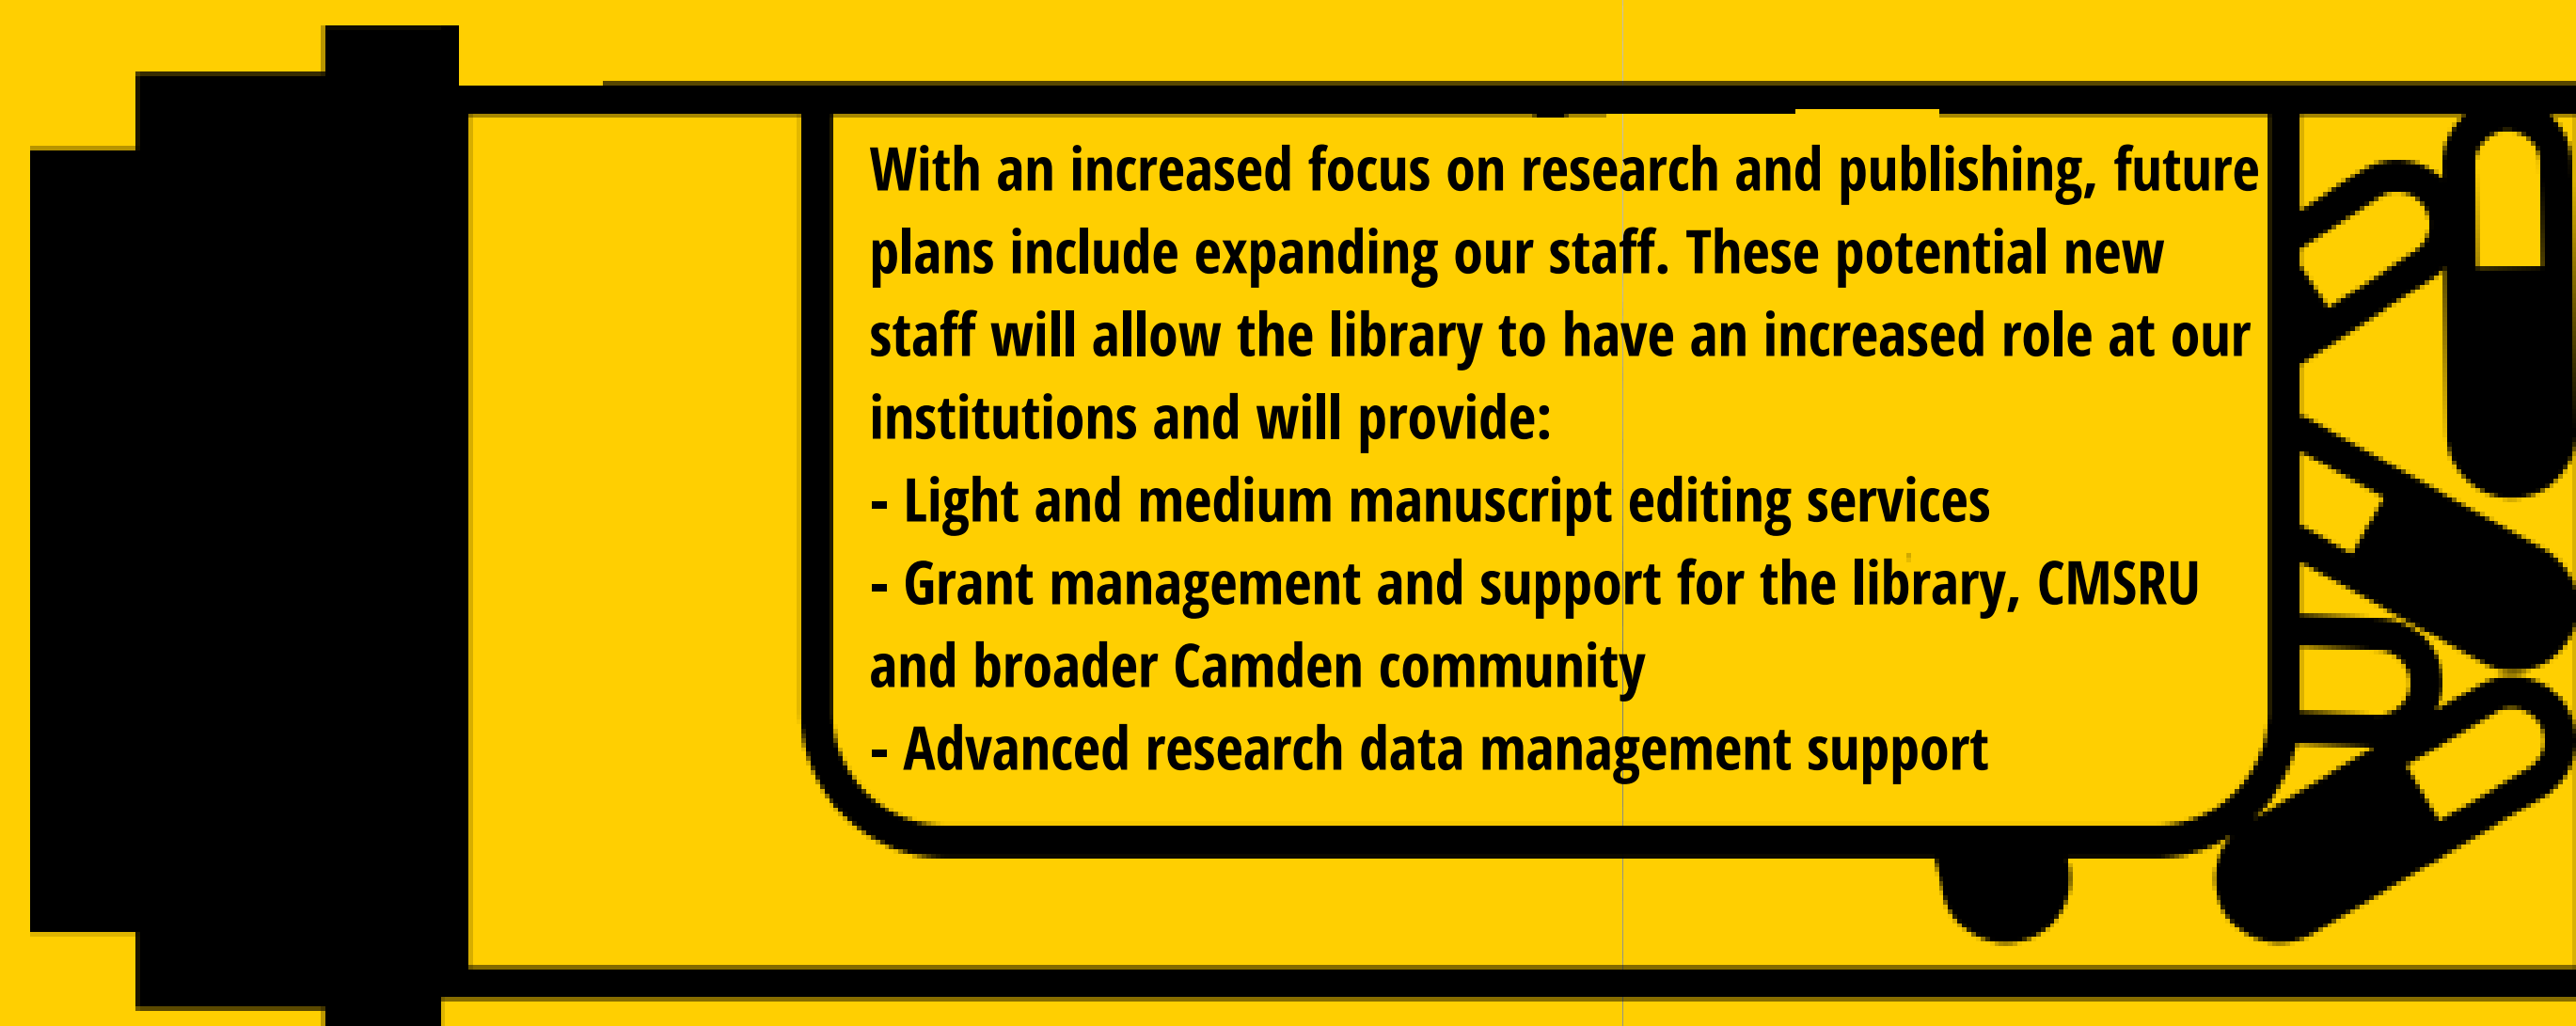 With an increased focus on research and publishing, future
plans include expanding our staff. These potential new
staff will allow the library to have an increased role at our
institutions and will provide:
- Light and medium manuscript editing services
- Grant management and support for the library, CMSRU
and broader Camden community
- Advanced research data management support